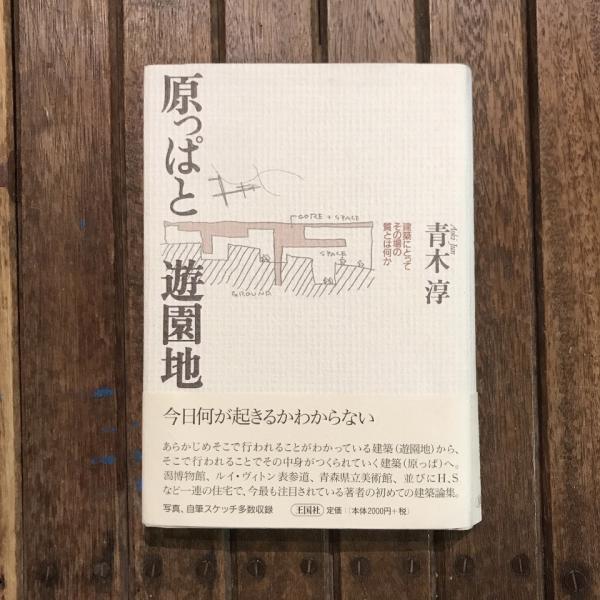 原っぱと 遊園地
建築にとって
その場の
質とは何か
Aoki Jun
青木 淳
CORE + SPACE
SPACE
GROUND
今日何が起きるかわからない
あらかじめそこで行われることがわかっている建築(遊園地)から、
そこで行われることでその中身がつくられていく建築(原っぱ)へ。
潟博物館、ルイ・ヴィトン表参道、青森県立美術館、並びにH、S
など一連の住宅で、今最も注目されている著者の初めての建築論集。
写真、自筆スケッチ多数収録
王国社 定価:(本体2000円+税)